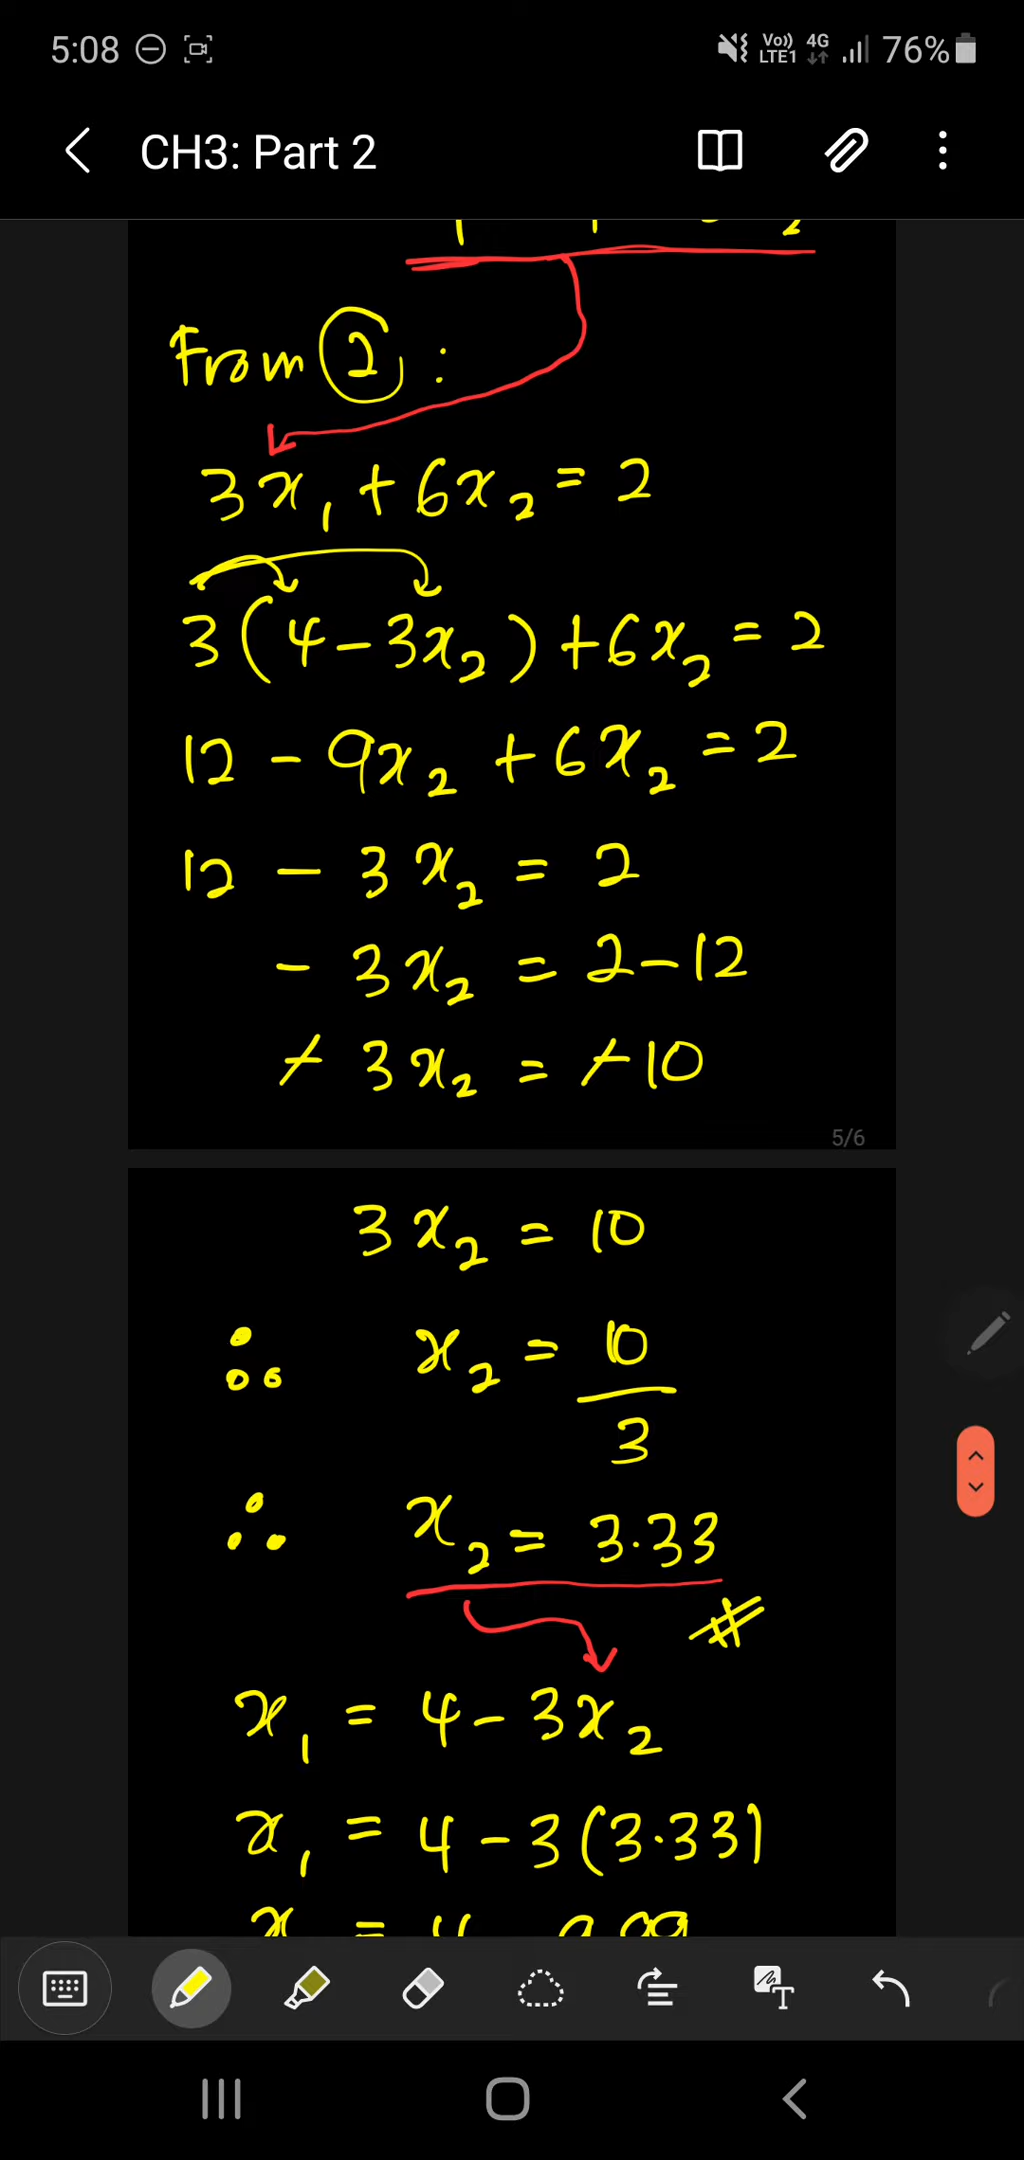 5:08 Vo)) LTE1 4G 76%
CH3: Part 2
From ② :
3x₁ + 6x₂ = 2
3(4 - 3x₂) + 6x₂ = 2
12 - 9x₂ + 6x₂ = 2
12 - 3x₂ = 2
- 3x₂ = 2 - 12
- 3x₂ = - 10
5/6
3x₂ = 10
∴ x₂ = 10/3
∴ x₂ = 3.33 #
x₁ = 4 - 3x₂
x₁ = 4 - 3(3.33)